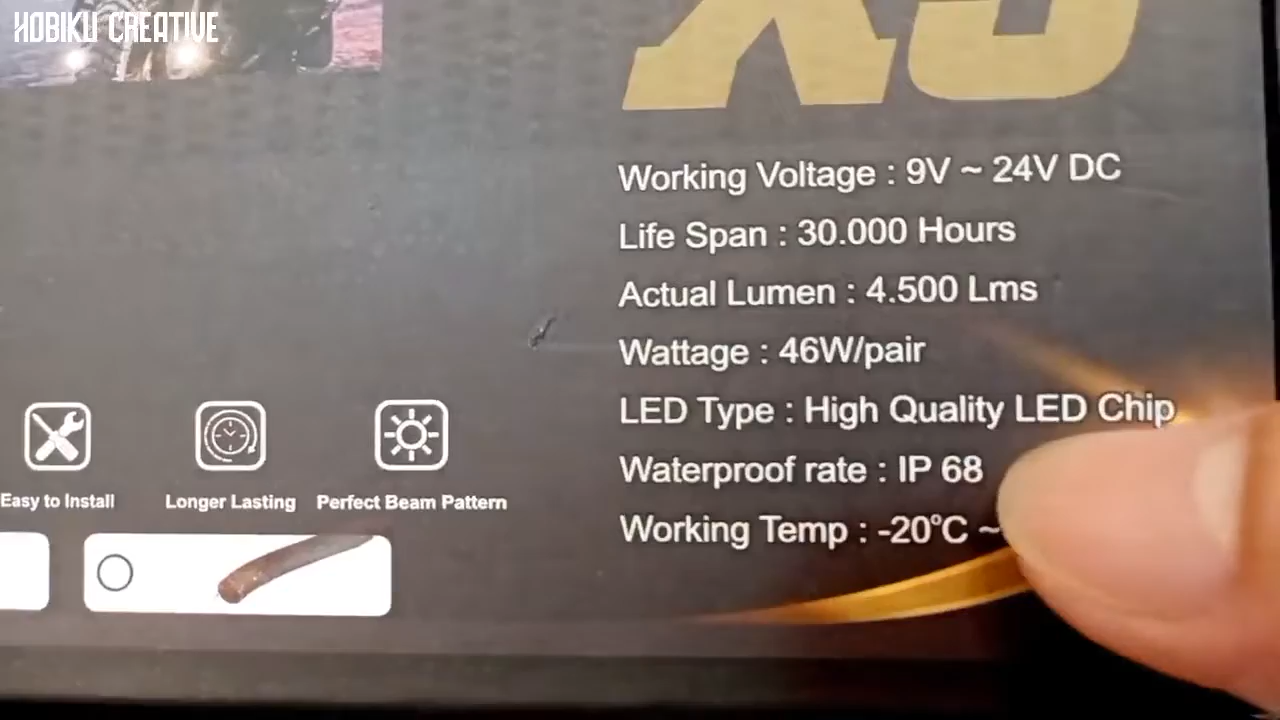 HOBIKU CREATIVE
Working Voltage : 9V ~ 24V DC
Life Span : 30.000 Hours
Actual Lumen : 4.500 Lms
Wattage : 46W/pair
LED Type : High Quality LED Chip
Waterproof rate : IP 68
Working Temp : -20°C ~
Easy to Install
Longer Lasting
Perfect Beam Pattern